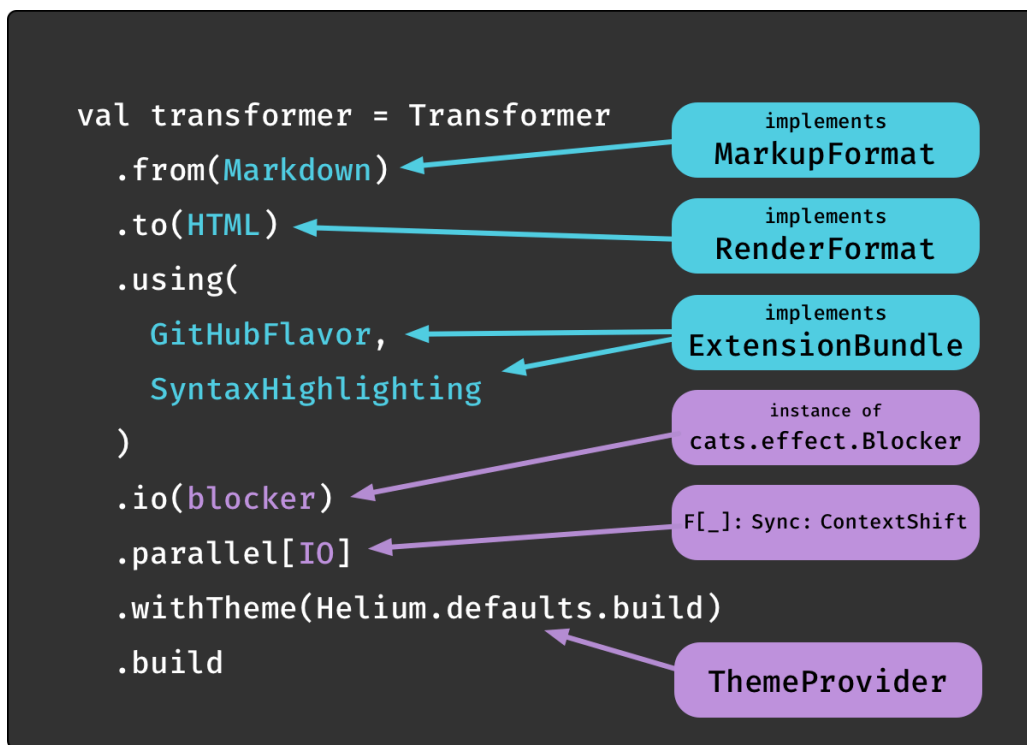 val transformer = Transformer
.from(Markdown)
.to(HTML)
.using(
GitHubFlavor,
SyntaxHighlighting
)
.io(blocker)
.parallel[IO]
.withTheme(Helium.defaults.build)
.build
implements
MarkupFormat
implements
RenderFormat
implements
ExtensionBundle
instance of
cats.effect.Blocker
F[_]: Sync: ContextShift
ThemeProvider